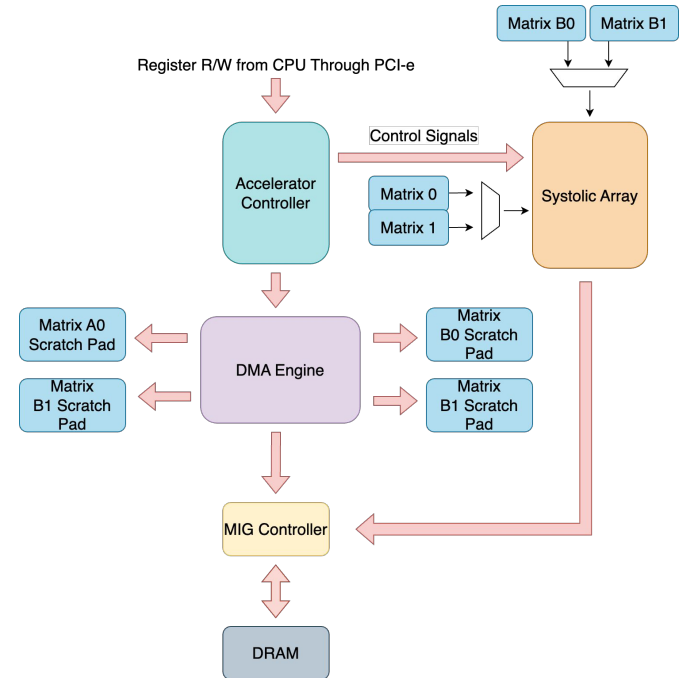 Matrix B0
Matrix B1
Register R/W from CPU Through PCI-e
Control Signals
Accelerator
Controller
Systolic Array
Matrix 0
Matrix 1
Matrix A0
Scratch Pad
Matrix
B1 Scratch
Pad
DMA Engine
Matrix
B0 Scratch
Pad
Matrix
B1 Scratch
Pad
MIG Controller
DRAM